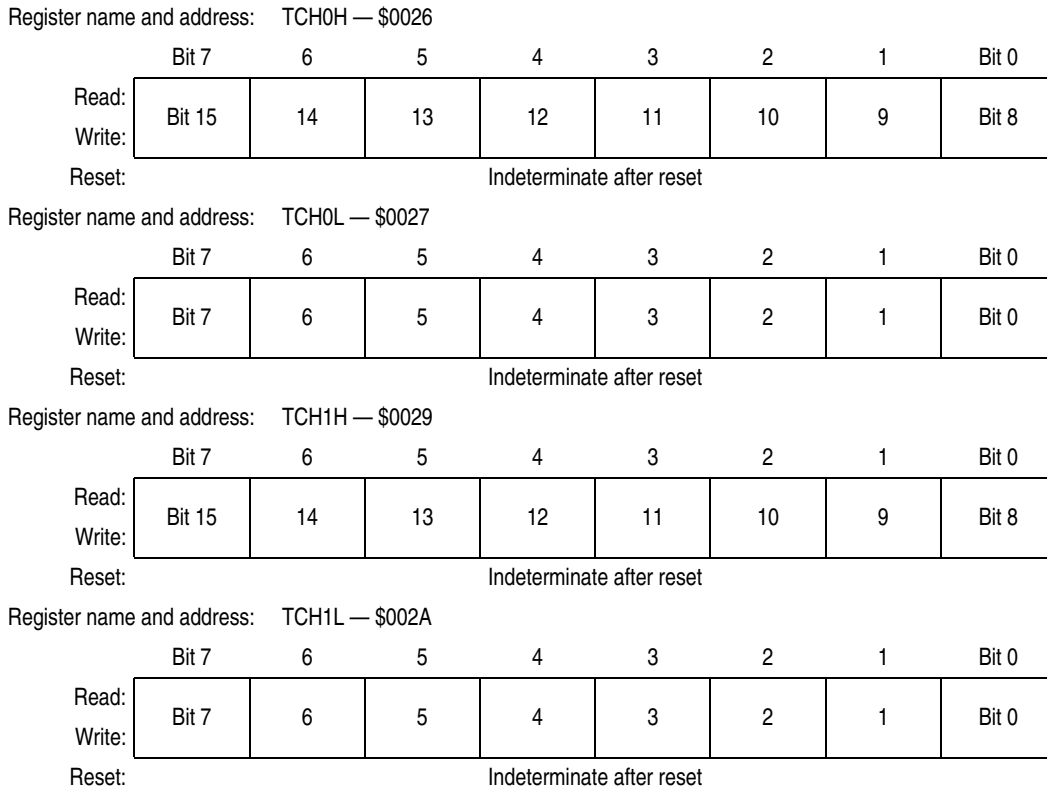 Register name and address: TCH0H — $0026
Bit 7 6 5 4 3 2 1 Bit 0
Read:
Bit 15 14 13 12 11 10 9 Bit 8
Write:
Reset: Indeterminate after reset
Register name and address: TCH0L — $0027
Bit 7 6 5 4 3 2 1 Bit 0
Read:
Bit 7 6 5 4 3 2 1 Bit 0
Write:
Reset: Indeterminate after reset
Register name and address: TCH1H — $0029
Bit 7 6 5 4 3 2 1 Bit 0
Read:
Bit 15 14 13 12 11 10 9 Bit 8
Write:
Reset: Indeterminate after reset
Register name and address: TCH1L — $002A
Bit 7 6 5 4 3 2 1 Bit 0
Read:
Bit 7 6 5 4 3 2 1 Bit 0
Write:
Reset: Indeterminate after reset